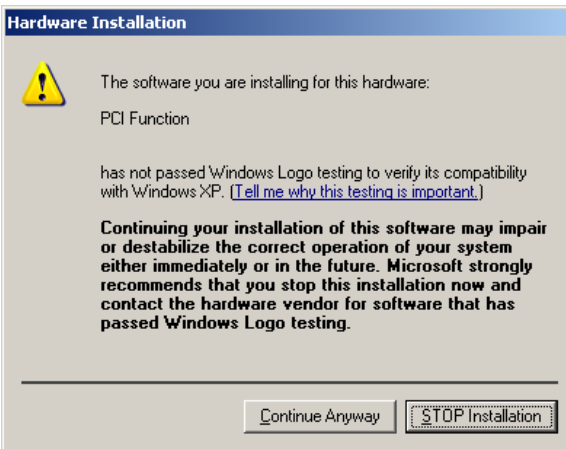 Hardware Installation
The software you are installing for this hardware:
PCI Function
has not passed Windows Logo testing to verify its compatibility
with Windows XP. (Tell me why this testing is important.)
Continuing your installation of this software may impair
or destabilize the correct operation of your system
either immediately or in the future. Microsoft strongly
recommends that you stop this installation now and
contact the hardware vendor for software that has
passed Windows Logo testing.
Continue Anyway STOP Installation